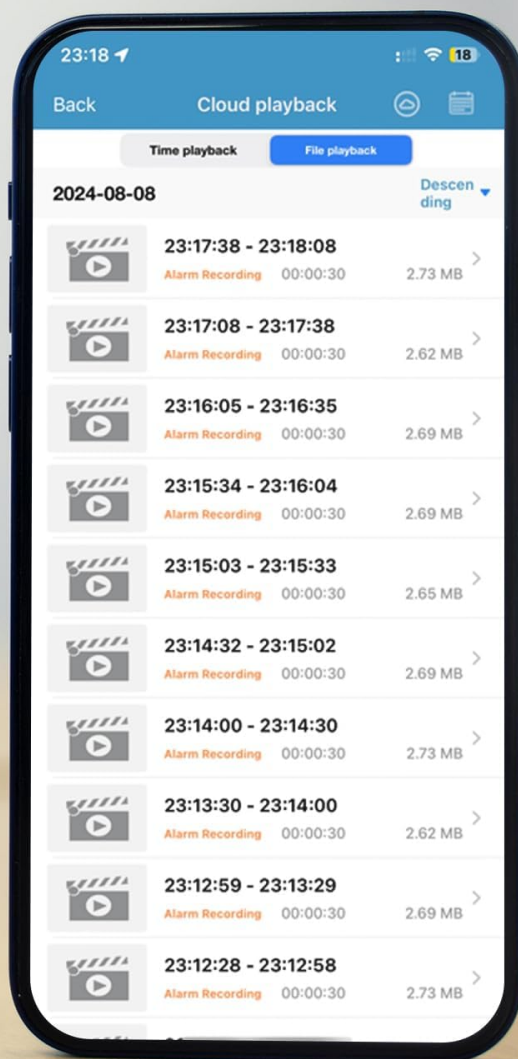 23:18
18
Back Cloud playback
Time playback File playback
2024-08-08
Descen
ding
23:17:38 - 23:18:08
Alarm Recording 00:00:30 2.73 MB
23:17:08 - 23:17:38
Alarm Recording 00:00:30 2.62 MB
23:16:05 - 23:16:35
Alarm Recording 00:00:30 2.69 MB
23:15:34 - 23:16:04
Alarm Recording 00:00:30 2.69 MB
23:15:03 - 23:15:33
Alarm Recording 00:00:30 2.65 MB
23:14:32 - 23:15:02
Alarm Recording 00:00:30 2.69 MB
23:14:00 - 23:14:30
Alarm Recording 00:00:30 2.73 MB
23:13:30 - 23:14:00
Alarm Recording 00:00:30 2.62 MB
23:12:59 - 23:13:29
Alarm Recording 00:00:30 2.69 MB
23:12:28 - 23:12:58
Alarm Recording 00:00:30 2.73 MB